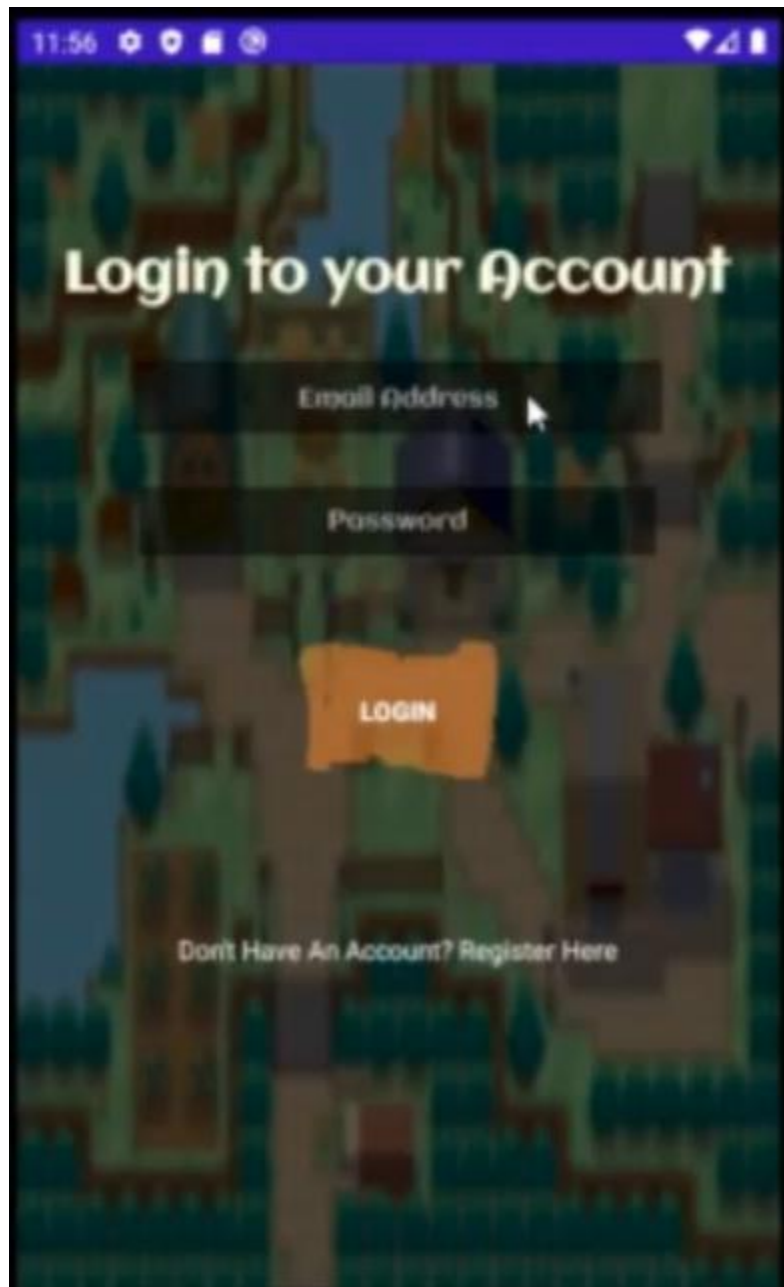 11:56
Login to your Account
Email Address
Password
LOGIN
Don't Have An Account? Register Here